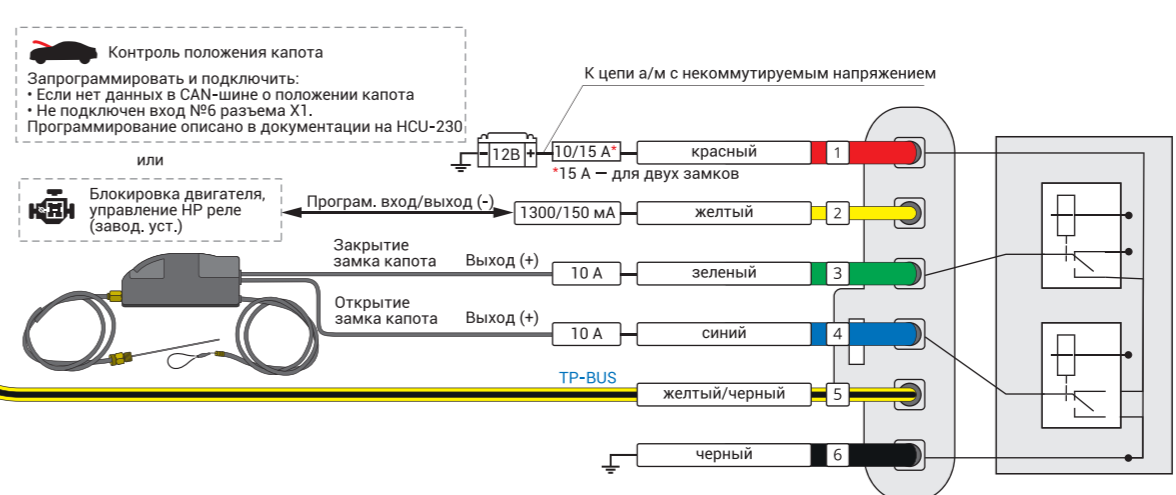 Контроль положения капота
Запрограммировать и подключить:
• Если нет данных в CAN-шине о положении капота
• Не подключен вход №6 разъема X1.
Программирование описано в документации на HCU-230
или
Блокировка двигателя,
управление НР реле
(завод. уст.)
К цепи а/м с некоммутируемым напряжением
- 12В +
10/15 А*
красный
1
*15 А — для двух замков
Програм. вход/выход (-)
1300/150 мА
желтый
2
Закрытие
замка капота
Выход (+)
10 А
зеленый
3
Открытие
замка капота
Выход (+)
10 А
синий
4
TP-BUS
желтый/черный
5
черный
6